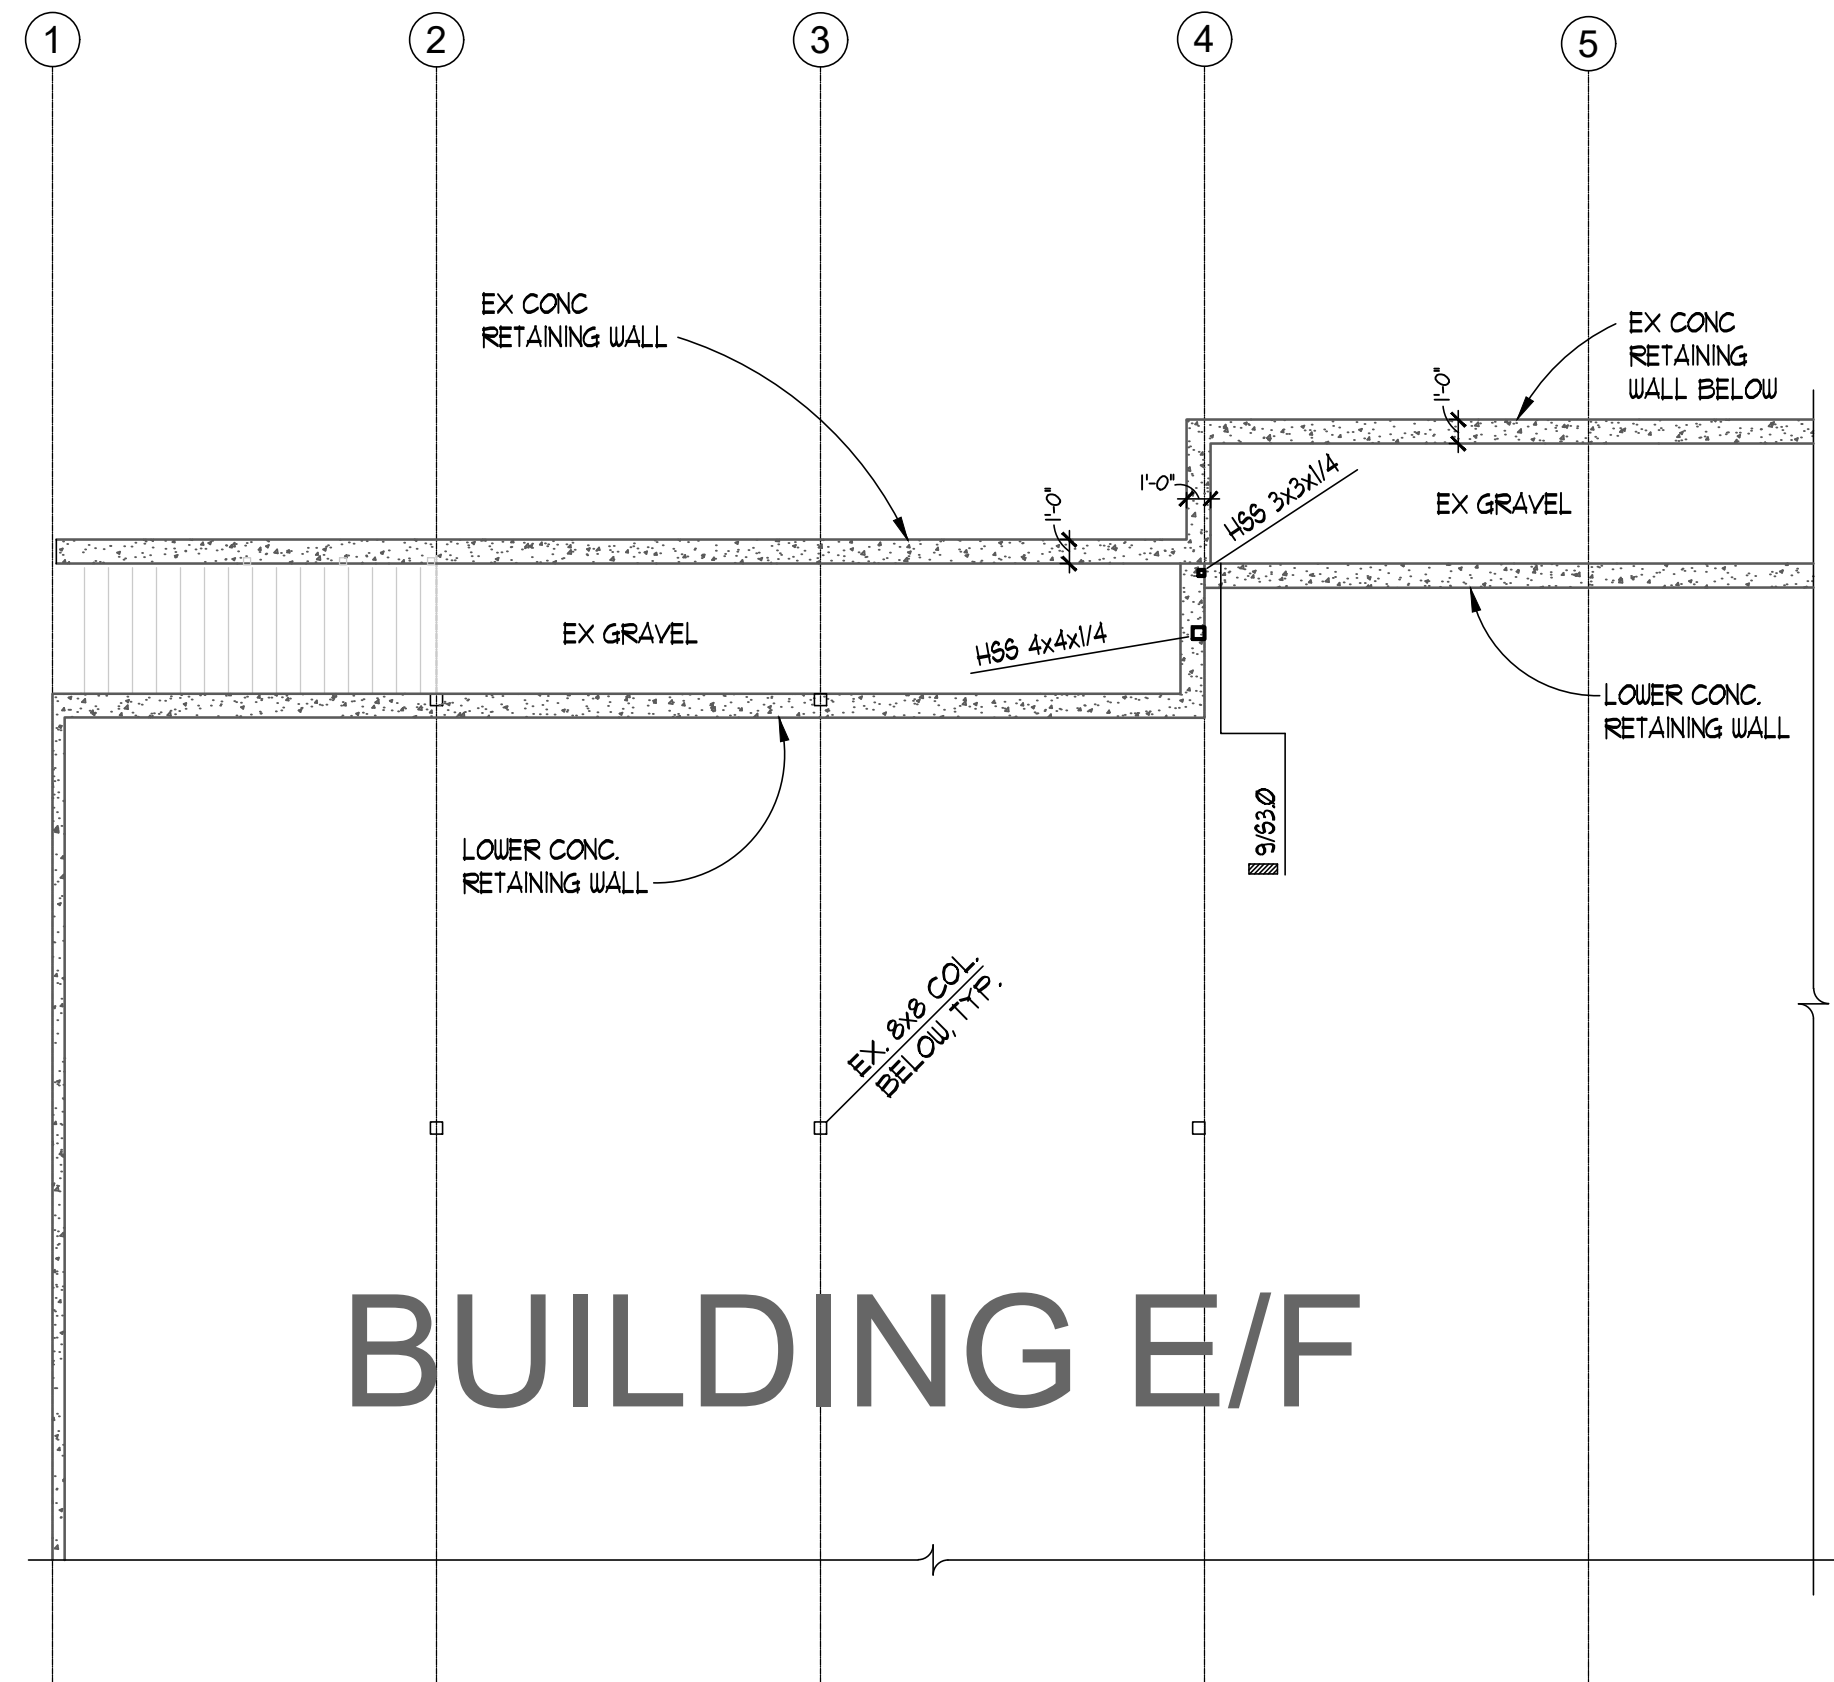 1
2
3
4
5
EX CONC
RETAINING WALL
EX CONC
RETAINING
WALL BELOW
1'-0"
1'-0"
1'-0"
HSS 3x3x1/4
EX GRAVEL
EX GRAVEL
HSS 4x4x1/4
LOWER CONC.
RETAINING WALL
9/S3.0
LOWER CONC.
RETAINING WALL
EX. 8x8 COL.
BELOW, TYP.
BUILDING E/F